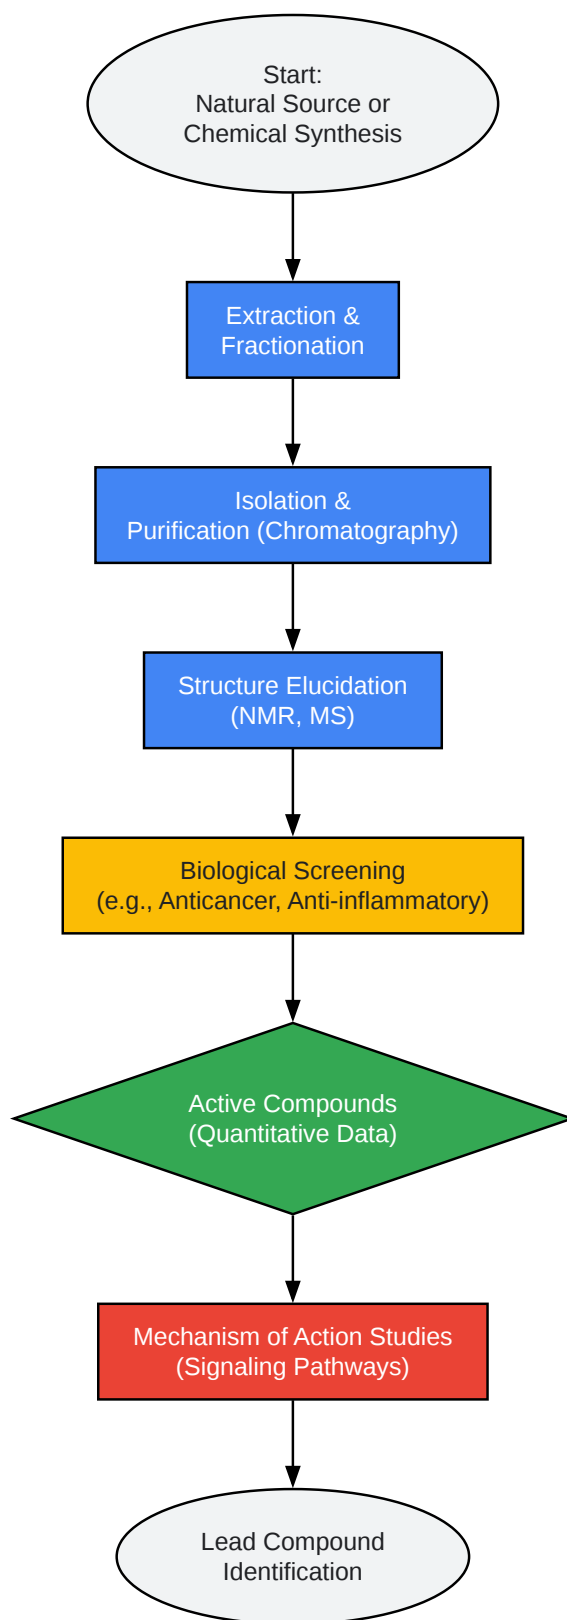 Start:
Natural Source or
Chemical Synthesis
Extraction &
Fractionation
Isolation &
Purification (Chromatography)
Structure Elucidation
(NMR, MS)
Biological Screening
(e.g., Anticancer, Anti-inflammatory)
Active Compounds
(Quantitative Data)
Mechanism of Action Studies
(Signaling Pathways)
Lead Compound
Identification